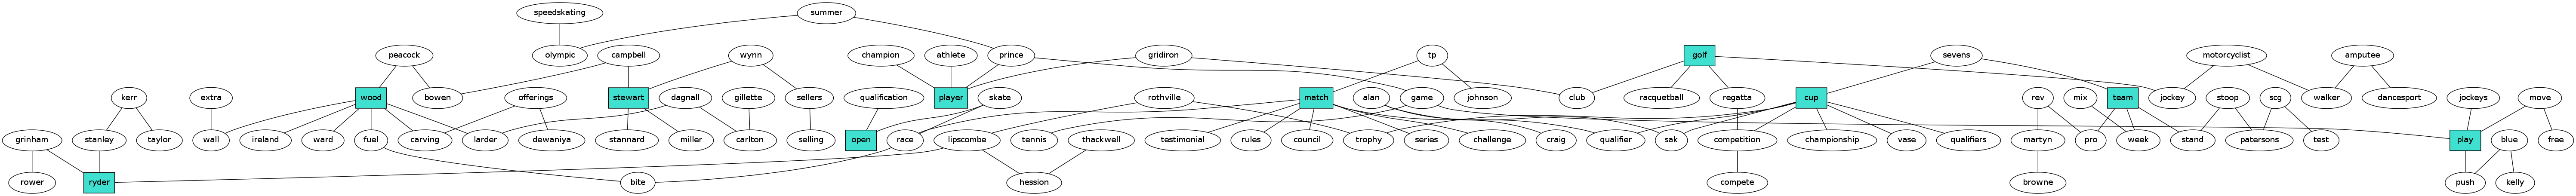 speedskating summer
peacock olympic campbell wynn champion athlete prince gridiron tp golf sevens motorcyclist amputee
kerr extra wood bowen offerings stewart dagnall gillette sellers qualification player skate rothville match alan game johnson club racquetball regatta cup rev mix team jockey stoop scg walker dancesport jockeys move
grinham stanley taylor wall ireland ward fuel carving larder dewaniya stannard miller carlton selling open race lipscombe tennis thackwell testimonial rules council trophy series challenge craig qualifier sak competition championship vase qualifiers martyn pro week stand patersons test play blue free
rower ryder bite hession compete browne push kelly